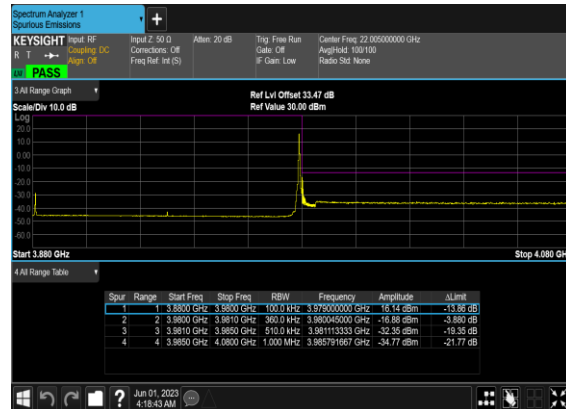 Spectrum Analyzer 1
Spurious Emissions
KEYSIGHT Input: RF Input Z: 50 Ω Atten: 20 dB Trig: Free Run Center Freq: 22.005000000 GHz
R T Coupling: DC Corrections: Off Gate: Off Avg|Hold: 100/100
Align: Off Freq Ref: Int (S) IF Gain: Low Radio Std: None
PASS
3 All Range Graph
Ref Lvl Offset 33.47 dB
Scale/Div 10.0 dB Ref Value 30.00 dBm
Log
20.0
10.0
0.00
-10.0
-20.0
-30.0
-40.0
-50.0
-60.0
Start 3.880 GHz Stop 4.080 GH
4 All Range Table
Spur Range Start Freq Stop Freq RBW Frequency Amplitude ΔLimit
1 1 3.8800 GHz 3.9800 GHz 100.0 kHz 3.979000000 GHz 16.14 dBm -13.86 dB
2 2 3.9800 GHz 3.9810 GHz 360.0 kHz 3.980045000 GHz -16.88 dBm -3.880 dB
3 3 3.9810 GHz 3.9850 GHz 510.0 kHz 3.981113333 GHz -32.35 dBm -19.35 dB
4 4 3.9850 GHz 4.0800 GHz 1.000 MHz 3.985791667 GHz -34.77 dBm -21.77 dB
Jun 01, 2023
4:18:43 AM